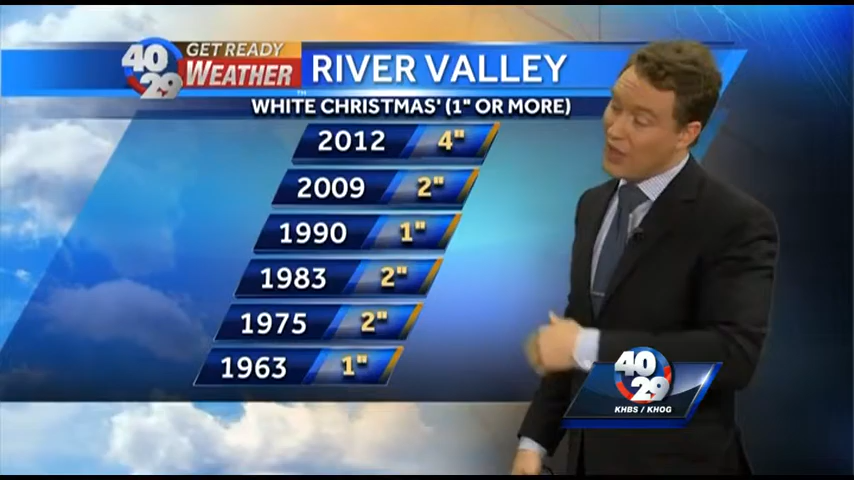 40 29
GET READY
WEATHER™
RIVER VALLEY
WHITE CHRISTMAS' (1" OR MORE)
2012 4"
2009 2"
1990 1"
1983 2"
1975 2"
1963 1"
40 29
KHBS / KHOG